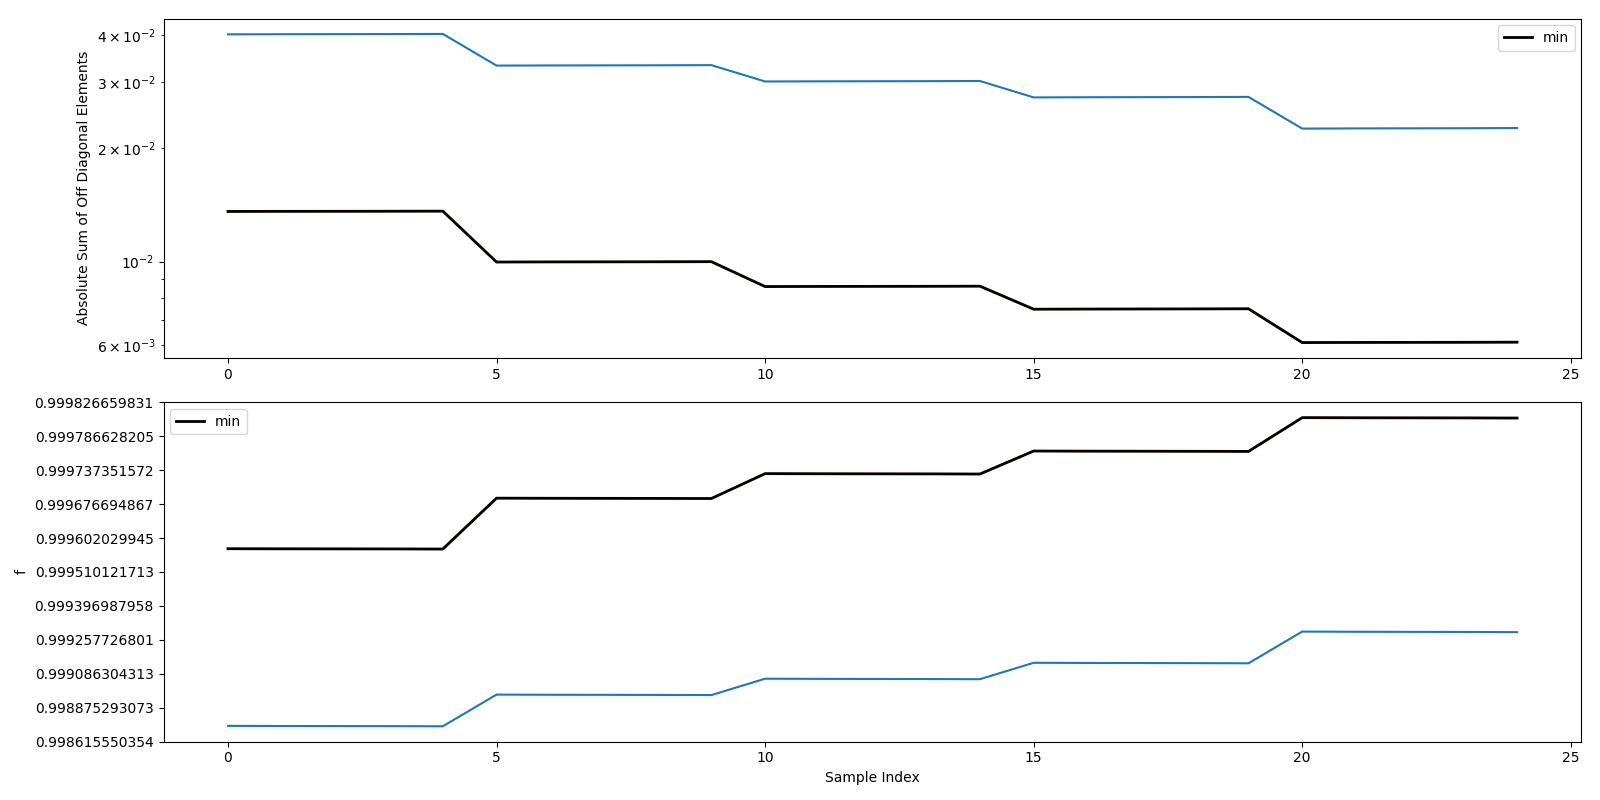 Absolute Sum of Off Diagonal Elements
4 × 10⁻²
3 × 10⁻²
2 × 10⁻²
10⁻²
6 × 10⁻³
min
0 5 10 15 20 25
f
0.999826659831
0.999786628205
0.999737351572
0.999676694867
0.999602029945
0.999510121713
0.999396987958
0.999257726801
0.999086304313
0.998875293073
0.998615550354
min
0 5 10 15 20 25
Sample Index